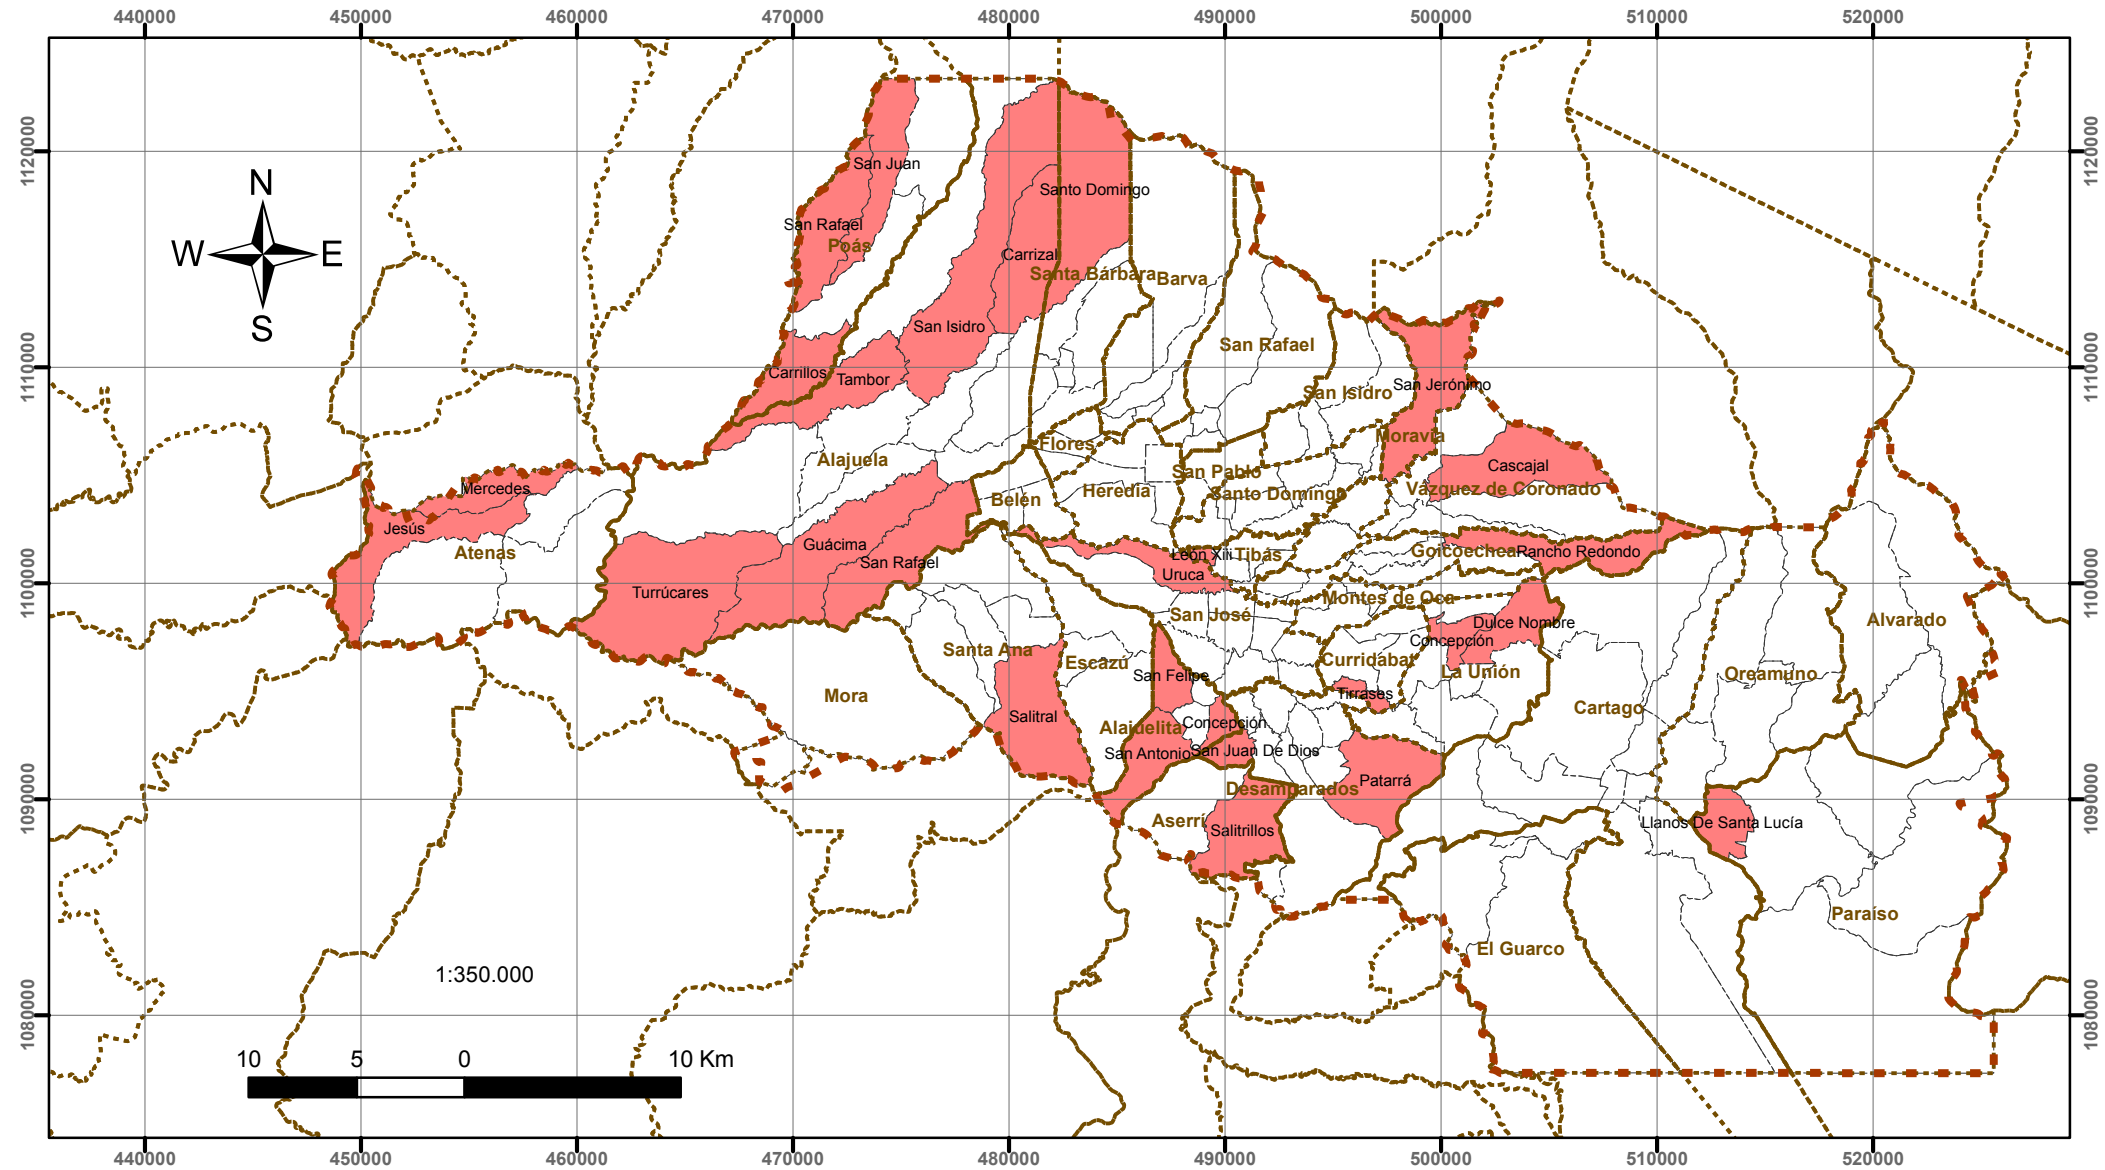 440000 450000 460000 470000 480000 490000 500000 510000 520000
1120000 1120000
N
W E
S
San Juan
Santo Domingo
San Rafael
Poás
Carrizal
Santa Bárbara Barva
San Isidro
San Rafael
1110000 1110000
Carrillos Tambor
San Jerónimo
San Isidro
Moravia
Flores
Alajuela
Cascajal
San Pablo
Mercedes
Belén Heredia Santo Domingo Vázquez de Coronado
Jesús
Atenas
Guácima
León Xiii Tibás Goicoechea Rancho Redondo
San Rafael
Uruca
1100000 1100000
Turrúcares
Montes de Oca
San José
Dulce Nombre
Alvarado
Concepción
Santa Ana Escazú Curridabat
San Felipe La Unión Oreamuno
Mora
Tirrases
Salitral Concepción Cartago
Alajuelita
San Antonio San Juan De Dios
Patarrá
Desamparados
1090000 1090000
Aserrí
Salitrillos Llanos De Santa Lucía
Paraíso
El Guarco
1:350.000
1080000 1080000
10 5 0 10 Km
440000 450000 460000 470000 480000 490000 500000 510000 520000